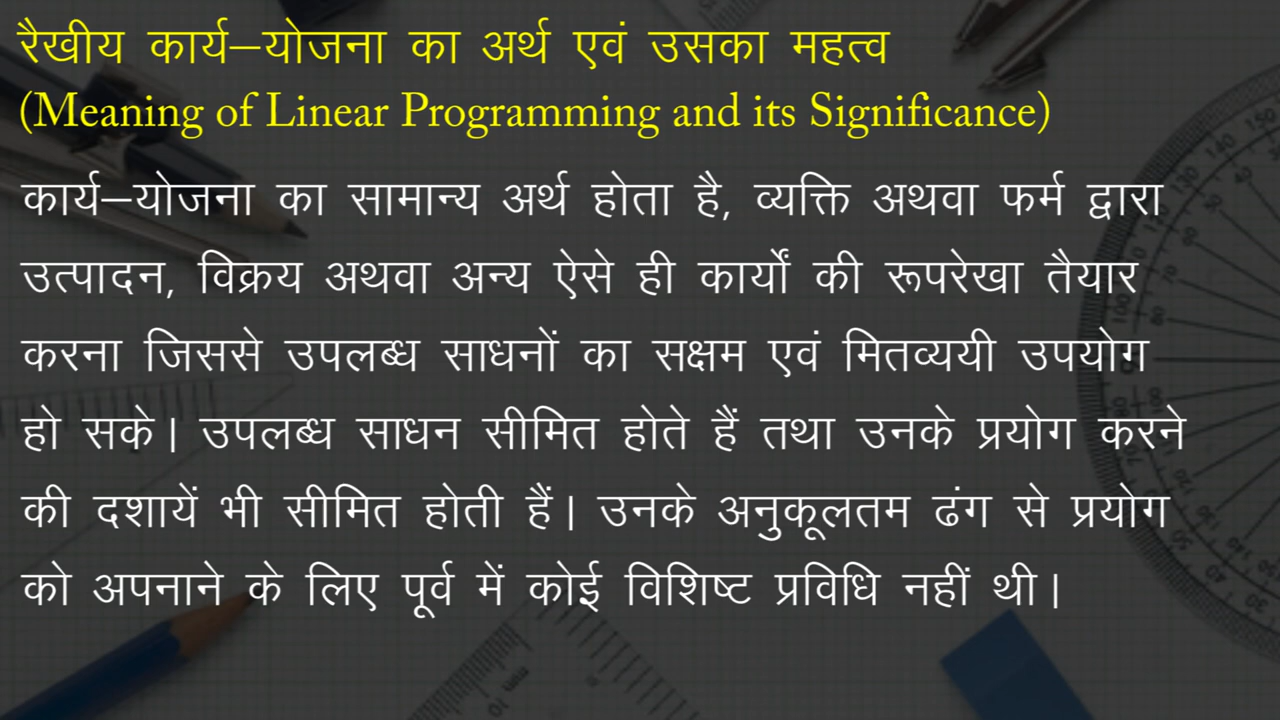 रैखीय कार्य–योजना का अर्थ एवं उसका महत्व
(Meaning of Linear Programming and its Significance)
कार्य–योजना का सामान्य अर्थ होता है, व्यक्ति अथवा फर्म द्वारा
उत्पादन, विक्रय अथवा अन्य ऐसे ही कार्यों की रूपरेखा तैयार
करना जिससे उपलब्ध साधनों का सक्षम एवं मितव्ययी उपयोग
हो सके। उपलब्ध साधन सीमित होते हैं तथा उनके प्रयोग करने
की दशायें भी सीमित होती हैं। उनके अनुकूलतम ढंग से प्रयोग
को अपनाने के लिए पूर्व में कोई विशिष्ट प्रविधि नहीं थी।